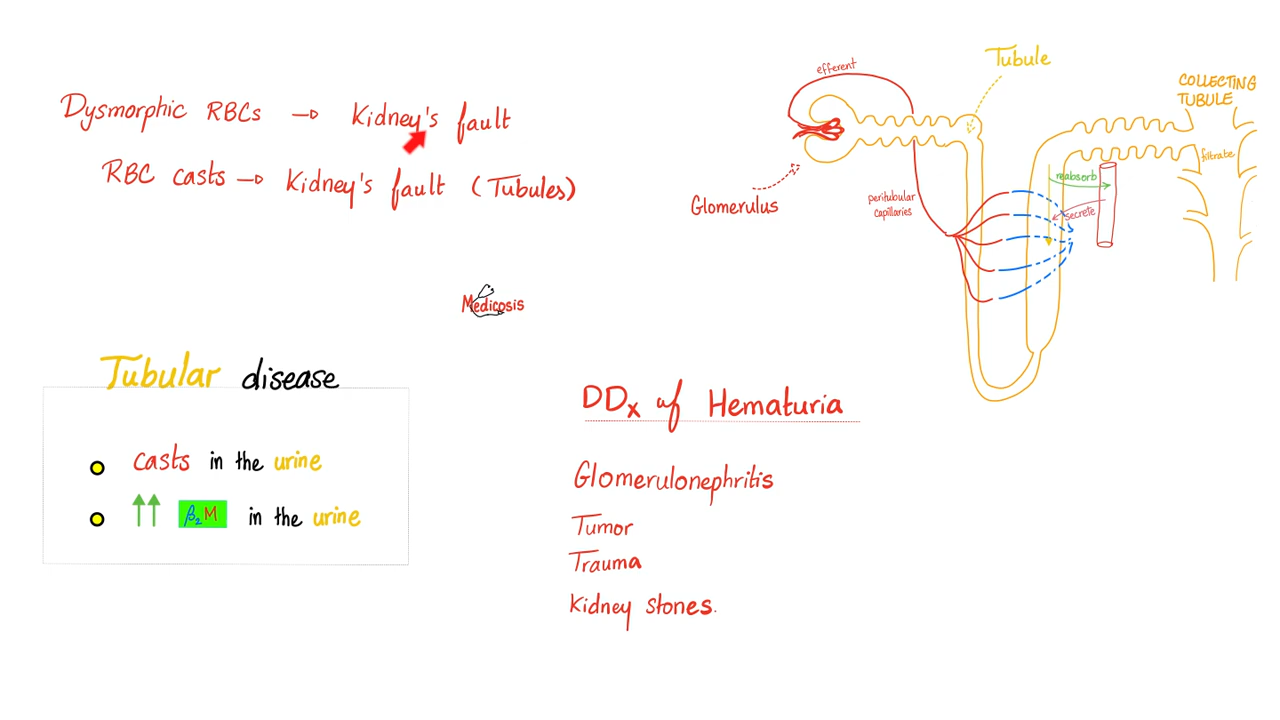 Dysmorphic RBCs → Kidney's fault
RBC casts → Kidney's fault (Tubules)
Medicosis
Tubular disease
casts in the urine
↑↑ β₂M in the urine
DDx of Hematuria
Glomerulonephritis
Tumor
Trauma
Kidney stones.
efferent
Tubule
Glomerulus
peritubular
capillaries
reabsorb
secrete
COLLECTING
TUBULE
filtrate